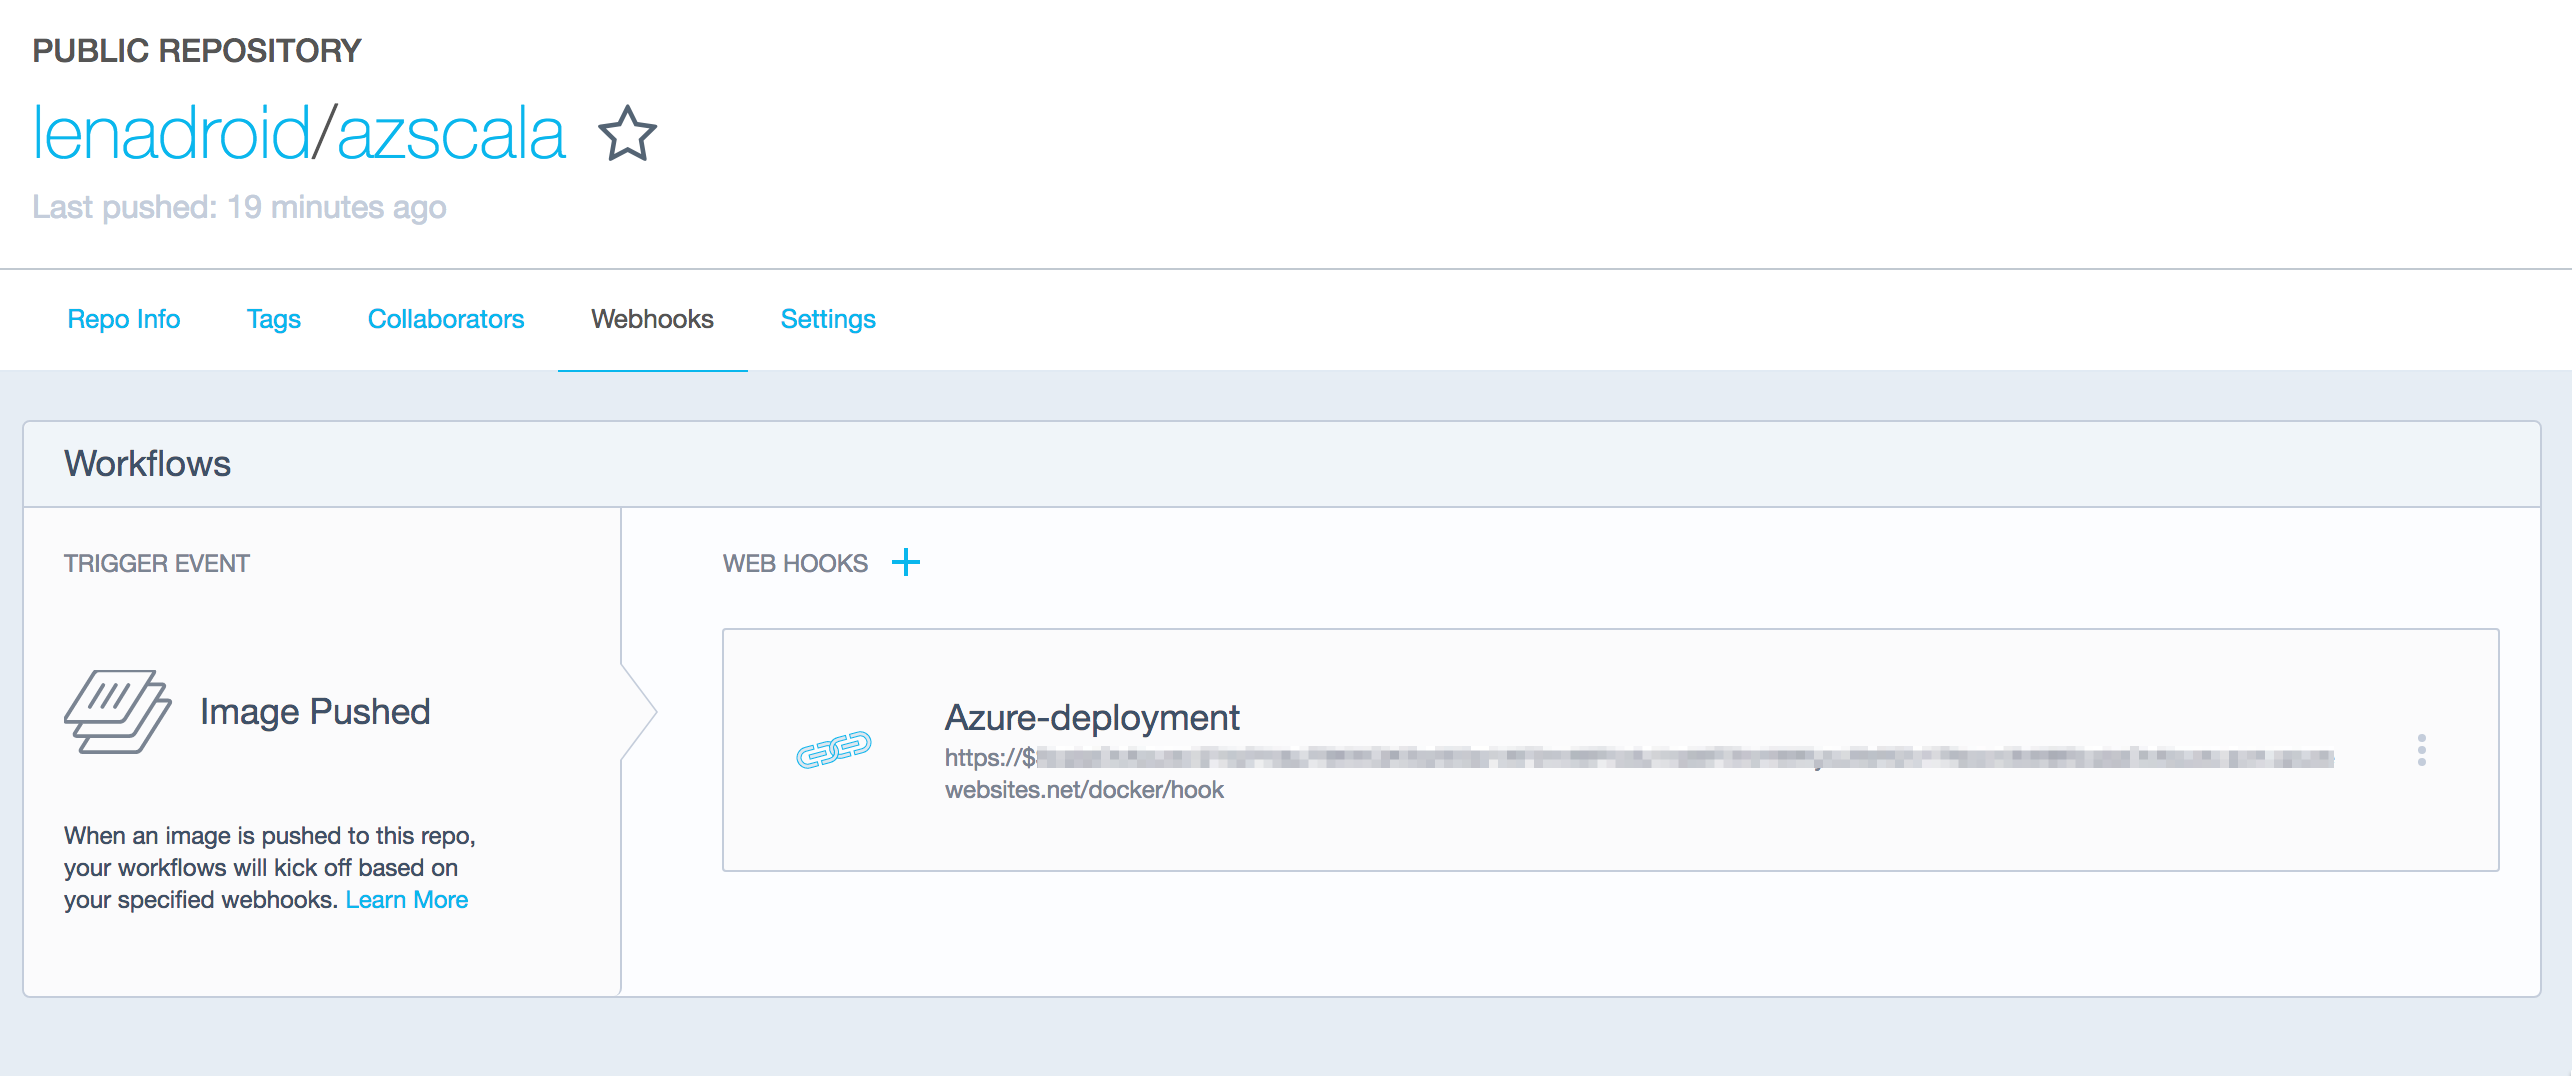 PUBLIC REPOSITORY
lenadroid/azscala
Last pushed: 19 minutes ago
Repo Info Tags Collaborators Webhooks Settings
Workflows
TRIGGER EVENT
Image Pushed
When an image is pushed to this repo,
your workflows will kick off based on
your specified webhooks. Learn More
WEB HOOKS
Azure-deployment
https://$
websites.net/docker/hook